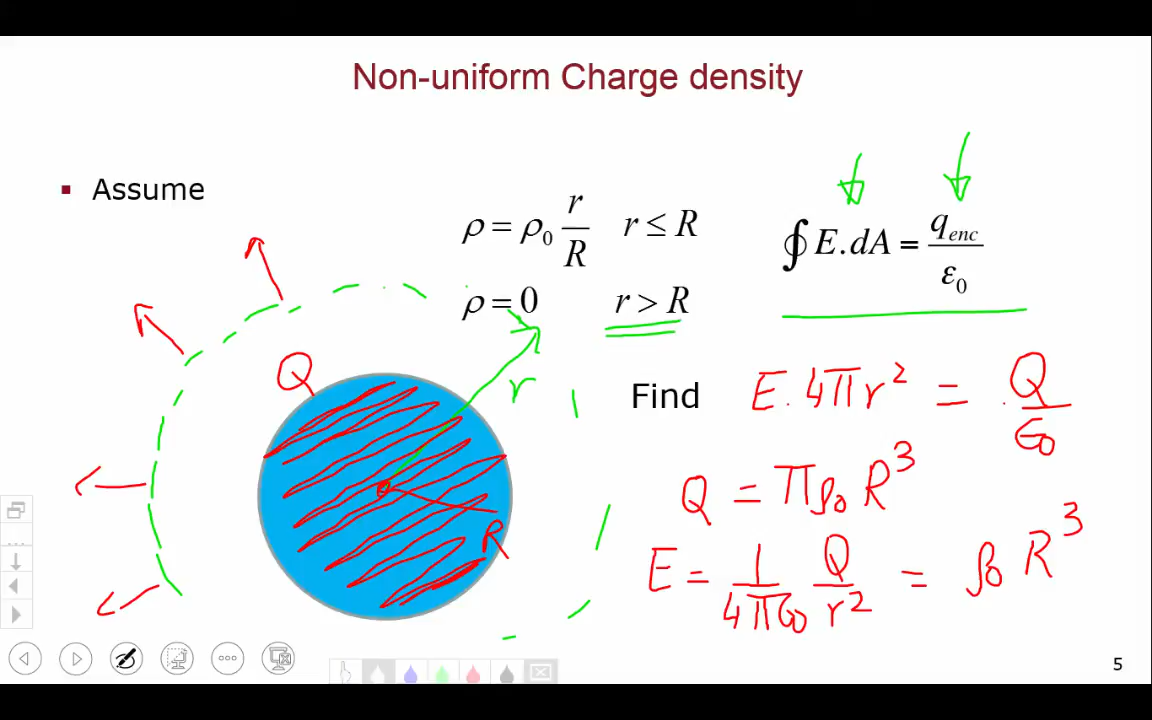 Non-uniform Charge density
▪ Assume
ρ = ρ₀ r/R   r ≤ R
ρ = 0   r > R
∮ E.dA = q_enc/ε₀
Q
r
R
Find
E. 4πr² = Q/ϵ₀
Q = πρ₀ R³
E = 1/4πϵ₀ Q/r² = ρ₀ R³
5